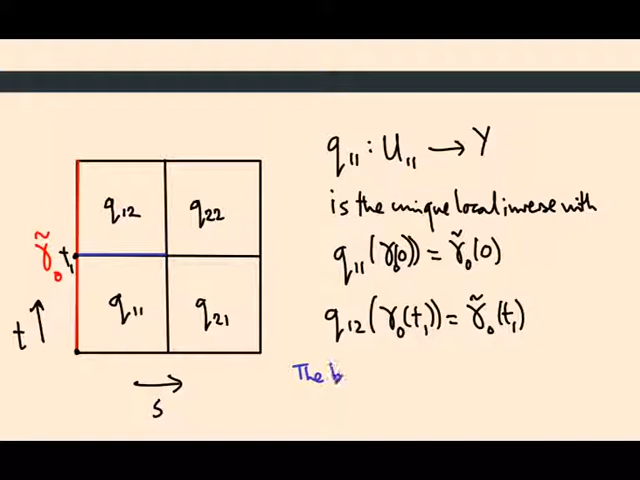 q₁₁ : U₁₁ → Y
is the unique local inverse with
q₁₁(γ₀(0)) = γ̃₀(0)
q₁₂(γ₀(t₁)) = γ̃₀(t₁)
The b
q₁₂ q₂₂
γ̃₀ t₁
q₁₁ q₂₁
t ↑
→
s